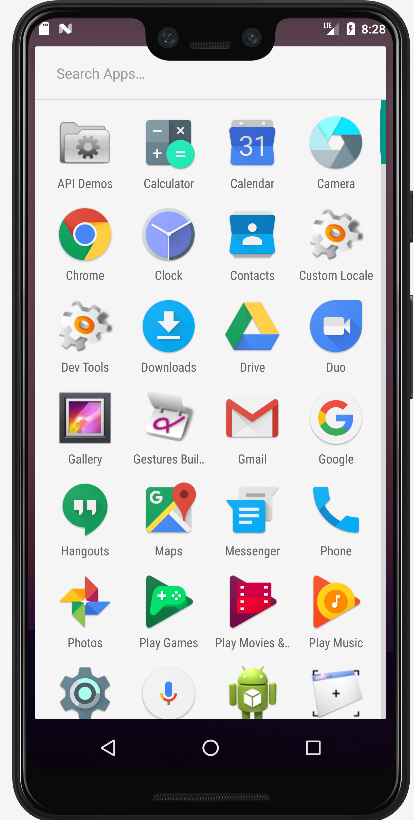 LTE 8:28
Search Apps...
API Demos Calculator Calendar Camera
Chrome Clock Contacts Custom Locale
Dev Tools Downloads Drive Duo
Gallery Gestures Buil.. Gmail Google
Hangouts Maps Messenger Phone
Photos Play Games Play Movies &.. Play Music
31